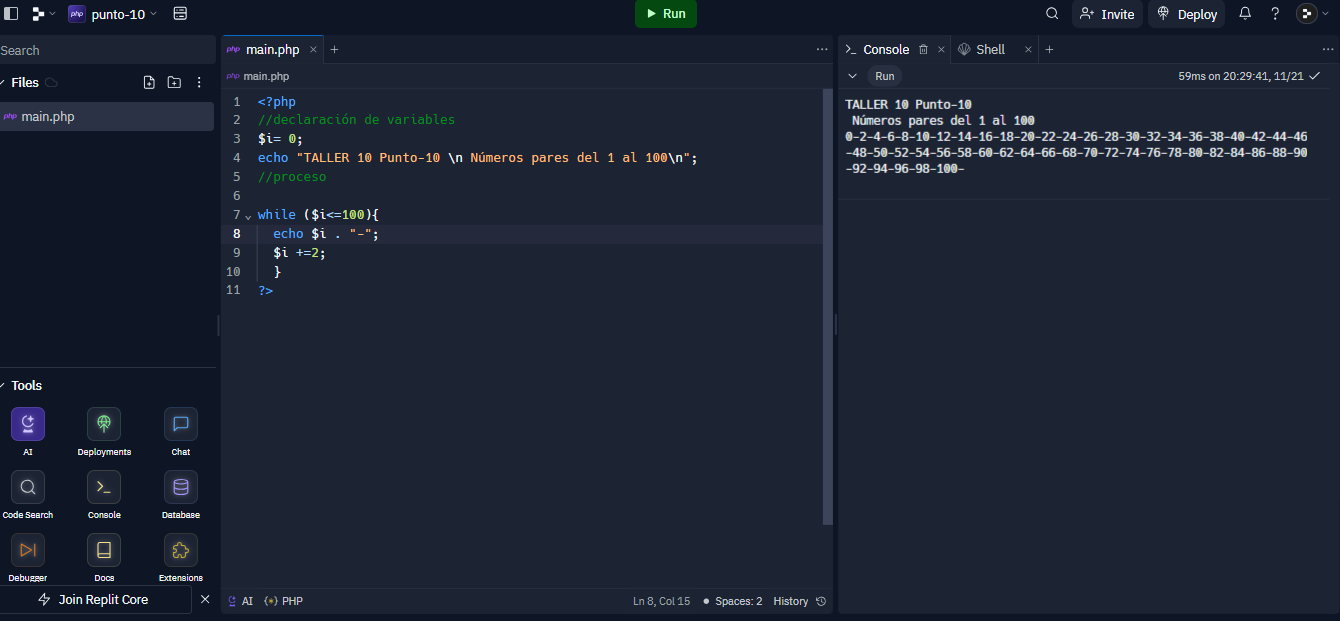 php punto-10
Run
Invite
Deploy
Search
Files
php main.php
php main.php
php main.php
1 <?php
2 //declaración de variables
3 $i= 0;
4 echo "TALLER 10 Punto-10 \n Números pares del 1 al 100\n";
5 //proceso
6
7 while ($i<=100){
8 echo $i . "-";
9 $i +=2;
10 }
11 ?>
AI {*} PHP
Ln 8, Col 15 • Spaces: 2 History
Console
Shell
Run
59ms on 20:29:41, 11/21
TALLER 10 Punto-10
Números pares del 1 al 100
0-2-4-6-8-10-12-14-16-18-20-22-24-26-28-30-32-34-36-38-40-42-44-46
-48-50-52-54-56-58-60-62-64-66-68-70-72-74-76-78-80-82-84-86-88-90
-92-94-96-98-100-
Tools
AI
Deployments
Chat
Code Search
Console
Database
Debugger
Docs
Extensions
Join Replit Core